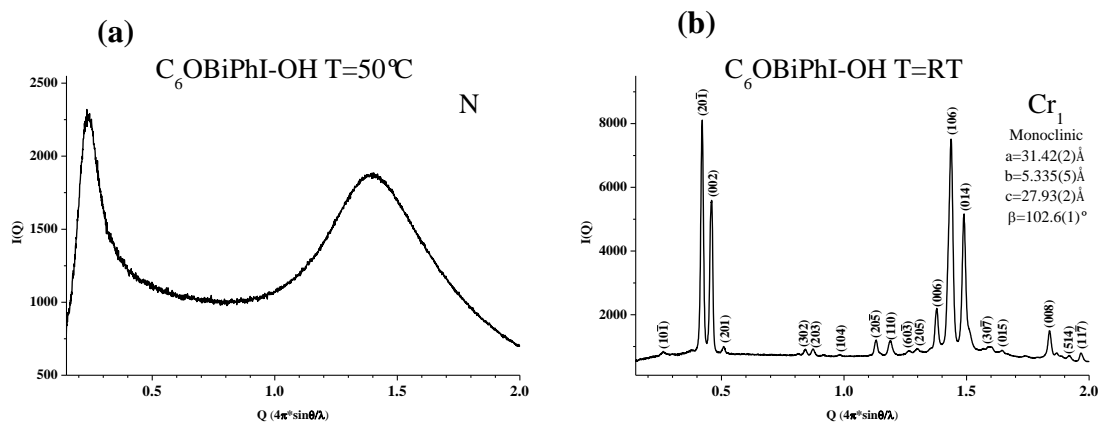 (a)
C₆OBiPhI-OH T=50ºC
N
2500
2000
1500
1000
500
I(Q)
0.5
1.0
1.5
2.0
Q (4π*sinθ/λ)
(b)
C₆OBiPhI-OH T=RT
Cr₁
Monoclinic
a=31.42(2)Å
b=5.335(5)Å
c=27.93(2)Å
β=102.6(1)º
8000
6000
4000
2000
I(Q)
(101̅)
(201̅)
(002)
(201)
(302)
(203)
(104)
(205̅)
(110)
(603̅)
(205)
(006)
(106)
(014)
(307̅)
(015)
(008)
(514)
(117̅)
0.5
1.0
1.5
2.0
Q (4π*sinθ/λ)